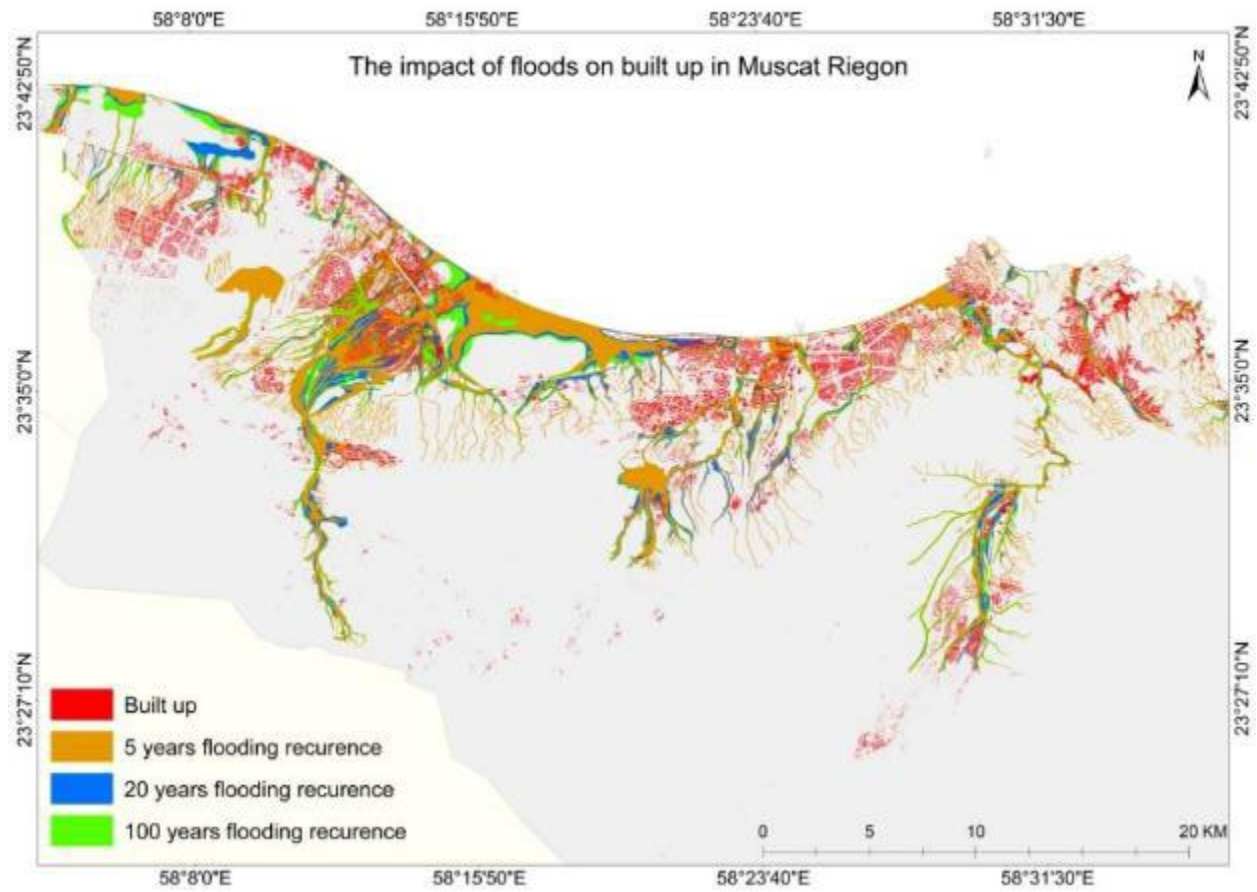 58°8'0"E 58°15'50"E 58°23'40"E 58°31'30"E
The impact of floods on built up in Muscat Riegon
N
23°42'50"N 23°42'50"N
23°35'0"N 23°35'0"N
23°27'10"N 23°27'10"N
Built up
5 years flooding recurence
20 years flooding recurence
100 years flooding recurence
0 5 10 20 KM
58°8'0"E 58°15'50"E 58°23'40"E 58°31'30"E